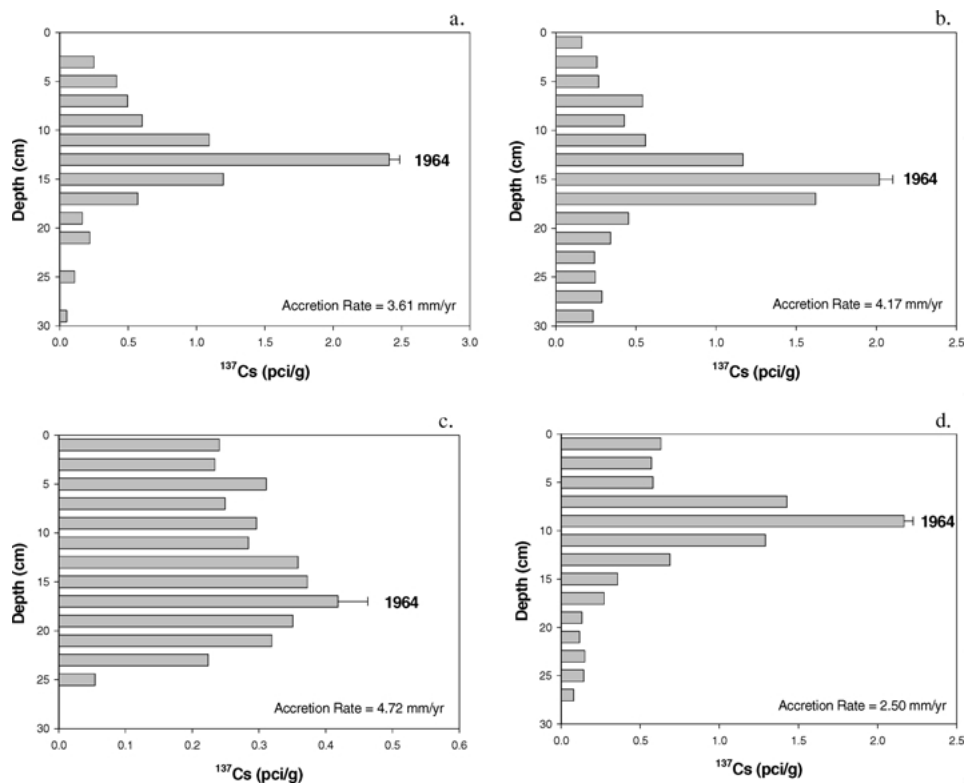 a.
0
5
10
15
20
25
30
Depth (cm)
1964
Accretion Rate = 3.61 mm/yr
0.0 0.5 1.0 1.5 2.0 2.5 3.0
¹³⁷Cs (pci/g)
b.
0
5
10
15
20
25
30
Depth (cm)
1964
Accretion Rate = 4.17 mm/yr
0.0 0.5 1.0 1.5 2.0 2.5
¹³⁷Cs (pci/g)
c.
0
5
10
15
20
25
30
Depth (cm)
1964
Accretion Rate = 4.72 mm/yr
0.0 0.1 0.2 0.3 0.4 0.5 0.6
¹³⁷Cs (pci/g)
d.
0
5
10
15
20
25
30
Depth (cm)
1964
Accretion Rate = 2.50 mm/yr
0.0 0.5 1.0 1.5 2.0 2.5
¹³⁷Cs (pci/g)